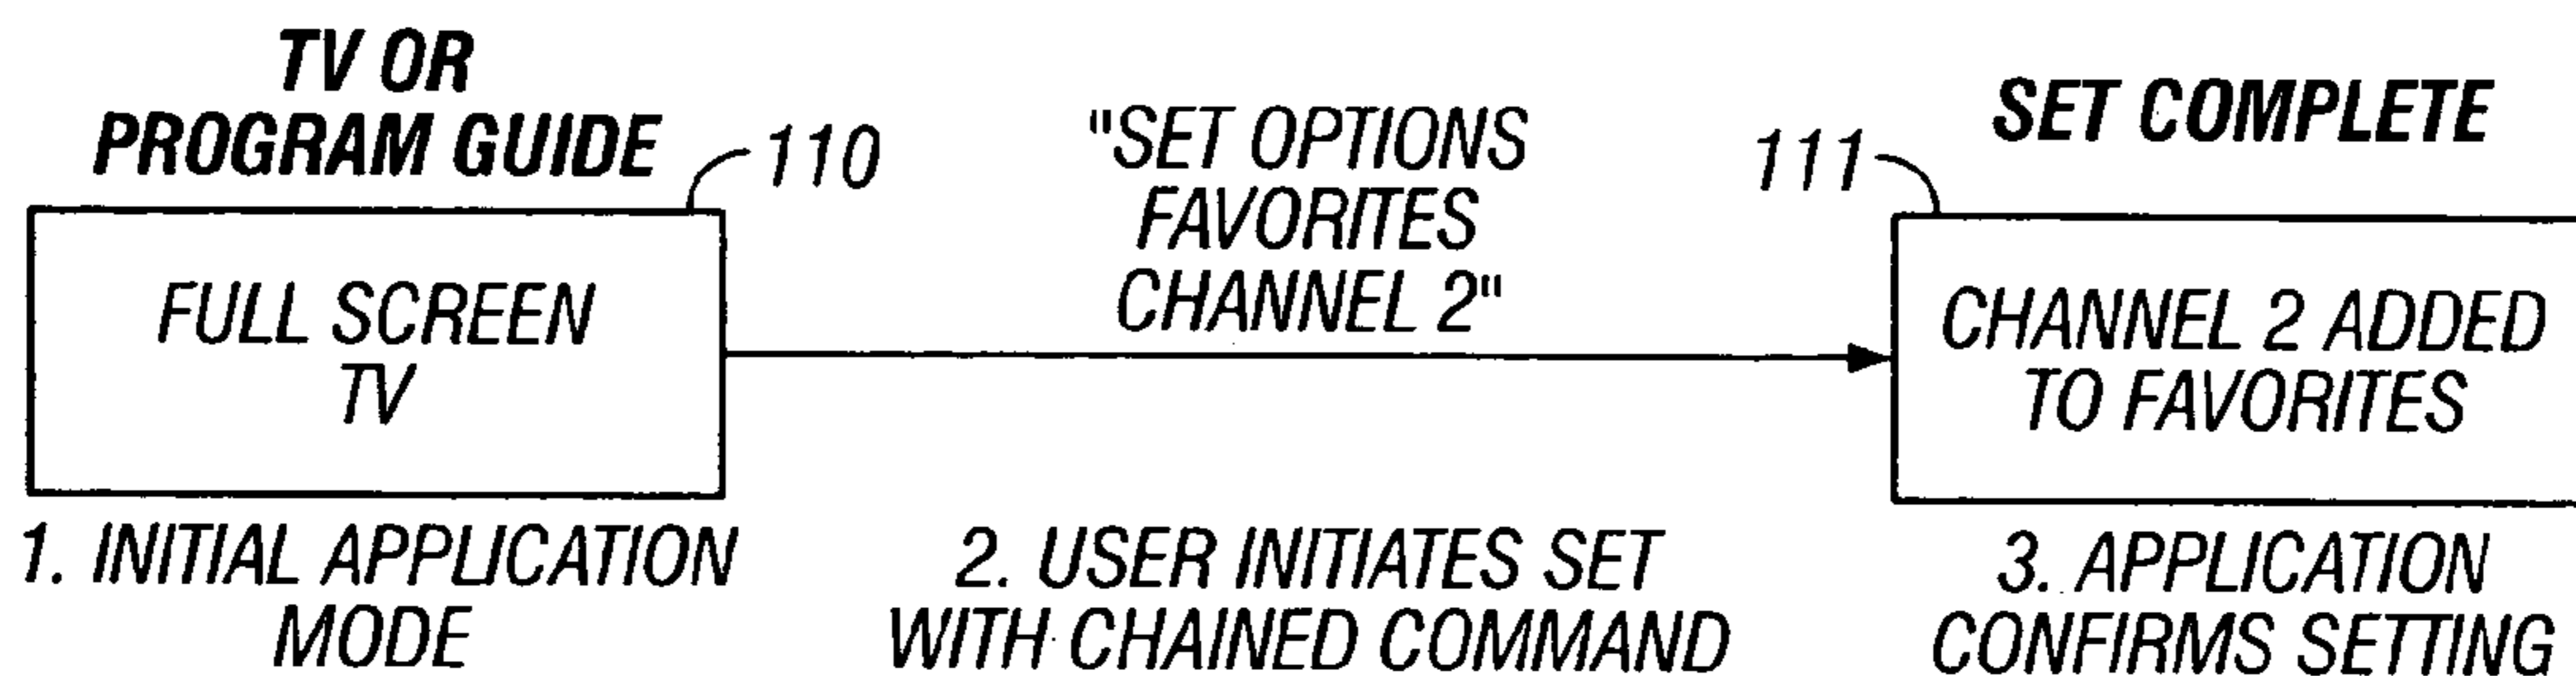 TV OR
PROGRAM GUIDE
110
FULL SCREEN
TV
1. INITIAL APPLICATION
MODE
"SET OPTIONS
FAVORITES
CHANNEL 2"
2. USER INITIATES SET
WITH CHAINED COMMAND
SET COMPLETE
111
CHANNEL 2 ADDED
TO FAVORITES
3. APPLICATION
CONFIRMS SETTING